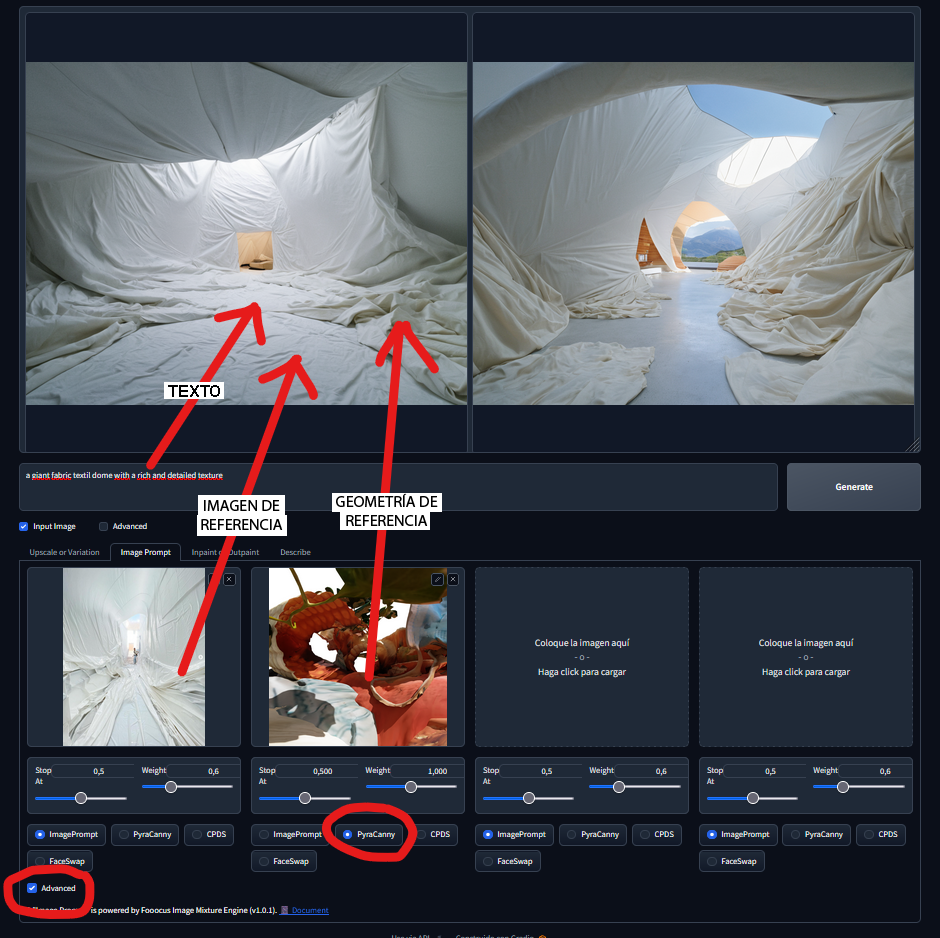 TEXTO
a giant fabric textil dome with a rich and detailed texture
Generate
IMAGEN DE
REFERENCIA
GEOMETRÍA DE
REFERENCIA
Input Image
Advanced
Upscale or Variation
Image Prompt
Inpaint or Outpaint
Describe
Coloque la imagen aquí
- o -
Haga click para cargar
Coloque la imagen aquí
- o -
Haga click para cargar
Stop At
0,5
Weight
0,6
Stop At
0,500
Weight
1,000
Stop At
0,5
Weight
0,6
Stop At
0,5
Weight
0,6
ImagePrompt
PyraCanny
CPDS
FaceSwap
ImagePrompt
PyraCanny
CPDS
FaceSwap
ImagePrompt
PyraCanny
CPDS
FaceSwap
ImagePrompt
PyraCanny
CPDS
FaceSwap
Advanced
is powered by Fooocus Image Mixture Engine (v1.0.1). Document